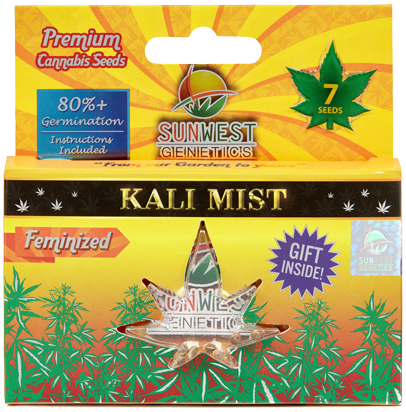 Premium
Cannabis Seeds
80%+
Germination
Instructions
Included
SUNWEST
GENETICS
7
SEEDS
"From our Garden to yours"
KALI MIST
Feminized
GIFT
INSIDE!
SUNWEST
GENETICS
SUNWEST
GENETICS